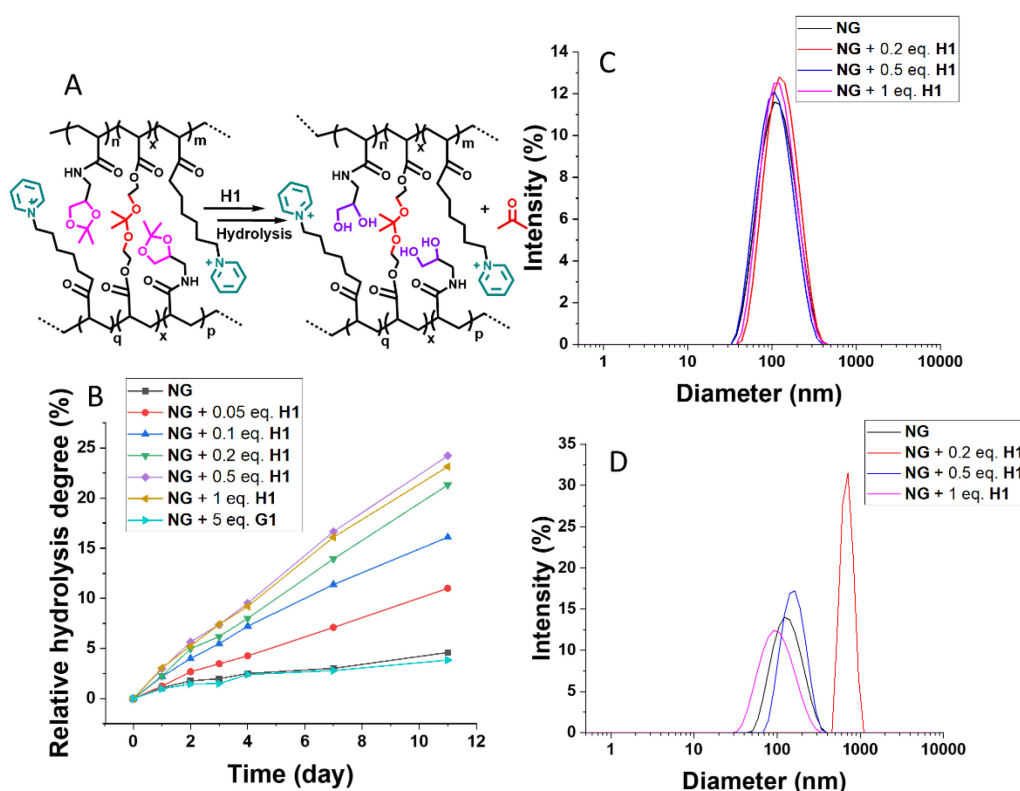 A
n
x
m
NH
O
O
O
O
N
+
O
O
O
O
O
O
N
+
O
O
O
NH
O
q
x
p
H1
Hydrolysis
n
x
m
NH
O
O
O
O
N
+
HO
OH
O
O
HO
OH
N
+
O
O
O
NH
O
q
x
p
+
O
B
NG
NG + 0.05 eq. H1
NG + 0.1 eq. H1
NG + 0.2 eq. H1
NG + 0.5 eq. H1
NG + 1 eq. H1
NG + 5 eq. G1
Relative hydrolysis degree (%)
25
20
15
10
5
0
0 2 4 6 8 10 12
Time (day)
C
NG
NG + 0.2 eq. H1
NG + 0.5 eq. H1
NG + 1 eq. H1
Intensity (%)
14
12
10
8
6
4
2
0
1 10 100 1000 10000
Diameter (nm)
D
NG
NG + 0.2 eq. H1
NG + 0.5 eq. H1
NG + 1 eq. H1
Intensity (%)
35
30
25
20
15
10
5
0
1 10 100 1000 10000
Diameter (nm)